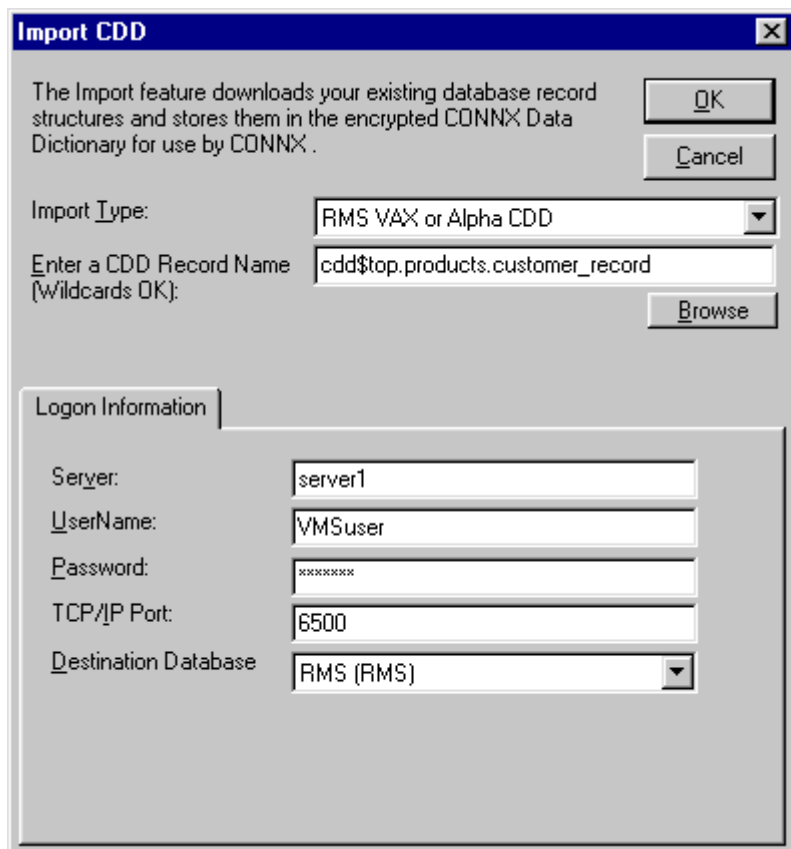 Import CDD
The Import feature downloads your existing database record
structures and stores them in the encrypted CONNX Data
Dictionary for use by CONNX .
OK
Cancel
Import Type:
RMS VAX or Alpha CDD
Enter a CDD Record Name
(Wildcards OK):
cdd$top.products.customer_record
Browse
Logon Information
Server:
server1
UserName:
VMSuser
Password:
*******
TCP/IP Port:
6500
Destination Database
RMS (RMS)